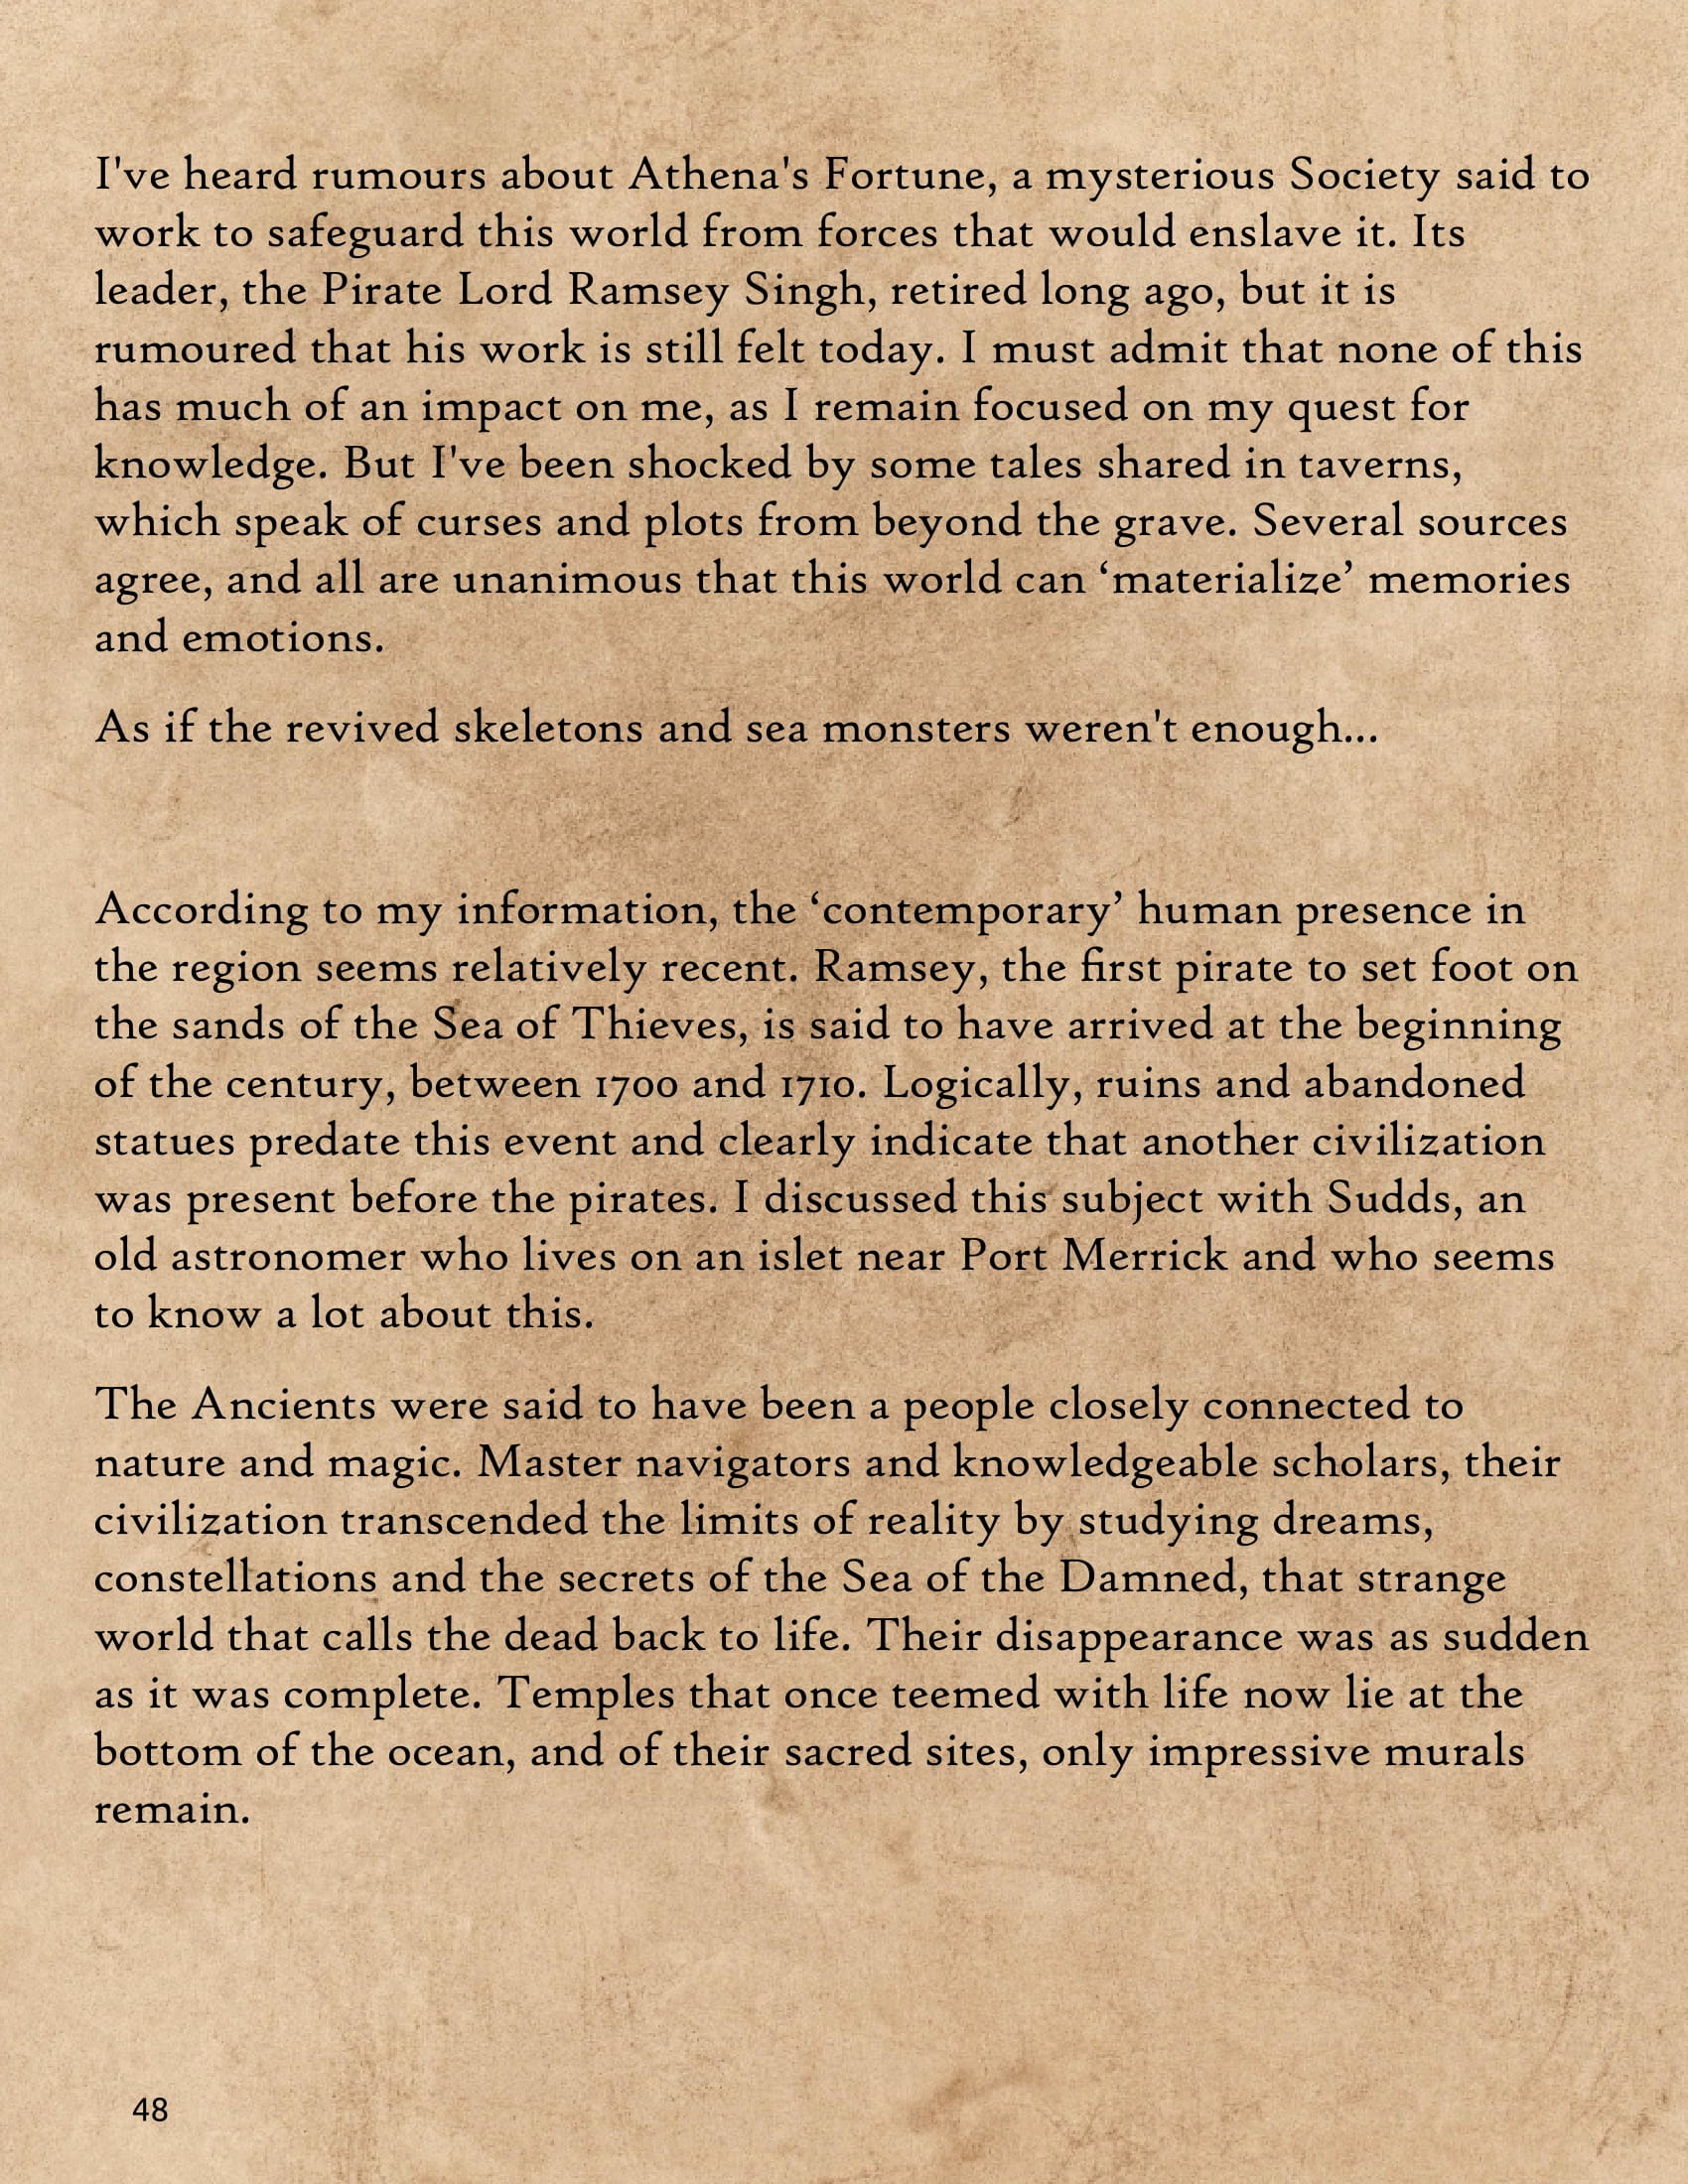 I've heard rumours about Athena's Fortune, a mysterious Society said to
work to safeguard this world from forces that would enslave it. Its
leader, the Pirate Lord Ramsey Singh, retired long ago, but it is
rumoured that his work is still felt today. I must admit that none of this
has much of an impact on me, as I remain focused on my quest for
knowledge. But I've been shocked by some tales shared in taverns,
which speak of curses and plots from beyond the grave. Several sources
agree, and all are unanimous that this world can ‘materialize’ memories
and emotions.
As if the revived skeletons and sea monsters weren't enough...
According to my information, the ‘contemporary’ human presence in
the region seems relatively recent. Ramsey, the first pirate to set foot on
the sands of the Sea of Thieves, is said to have arrived at the beginning
of the century, between 1700 and 1710. Logically, ruins and abandoned
statues predate this event and clearly indicate that another civilization
was present before the pirates. I discussed this subject with Sudds, an
old astronomer who lives on an islet near Port Merrick and who seems
to know a lot about this.
The Ancients were said to have been a people closely connected to
nature and magic. Master navigators and knowledgeable scholars, their
civilization transcended the limits of reality by studying dreams,
constellations and the secrets of the Sea of the Damned, that strange
world that calls the dead back to life. Their disappearance was as sudden
as it was complete. Temples that once teemed with life now lie at the
bottom of the ocean, and of their sacred sites, only impressive murals
remain.
48